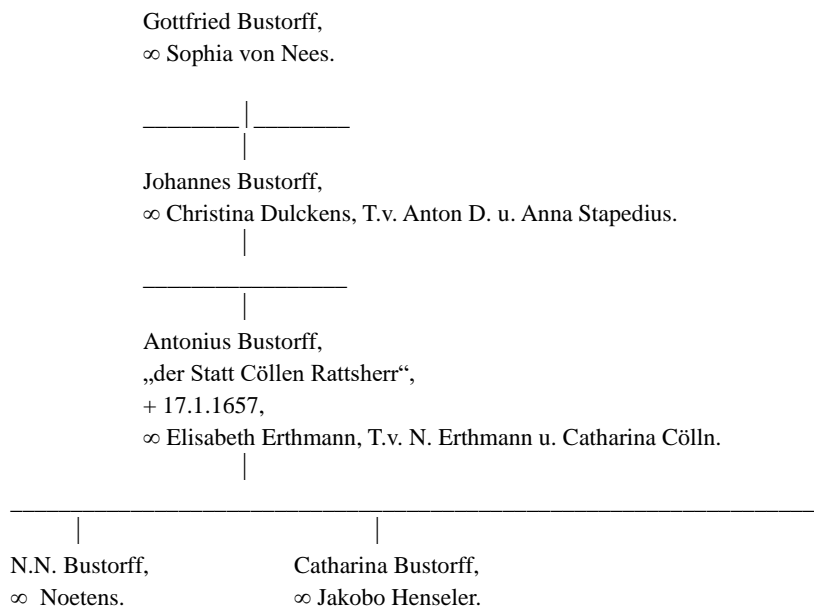 Gottfried Bustorff,
∞ Sophia von Nees.
Johannes Bustorff,
∞ Christina Dulckens, T.v. Anton D. u. Anna Stapedius.
Antonius Bustorff,
„der Statt Cöllen Rattsherr“,
+ 17.1.1657,
∞ Elisabeth Erthmann, T.v. N. Erthmann u. Catharina Cölln.
N.N. Bustorff, Catharina Bustorff,
∞ Noetens. ∞ Jakobo Henseler.